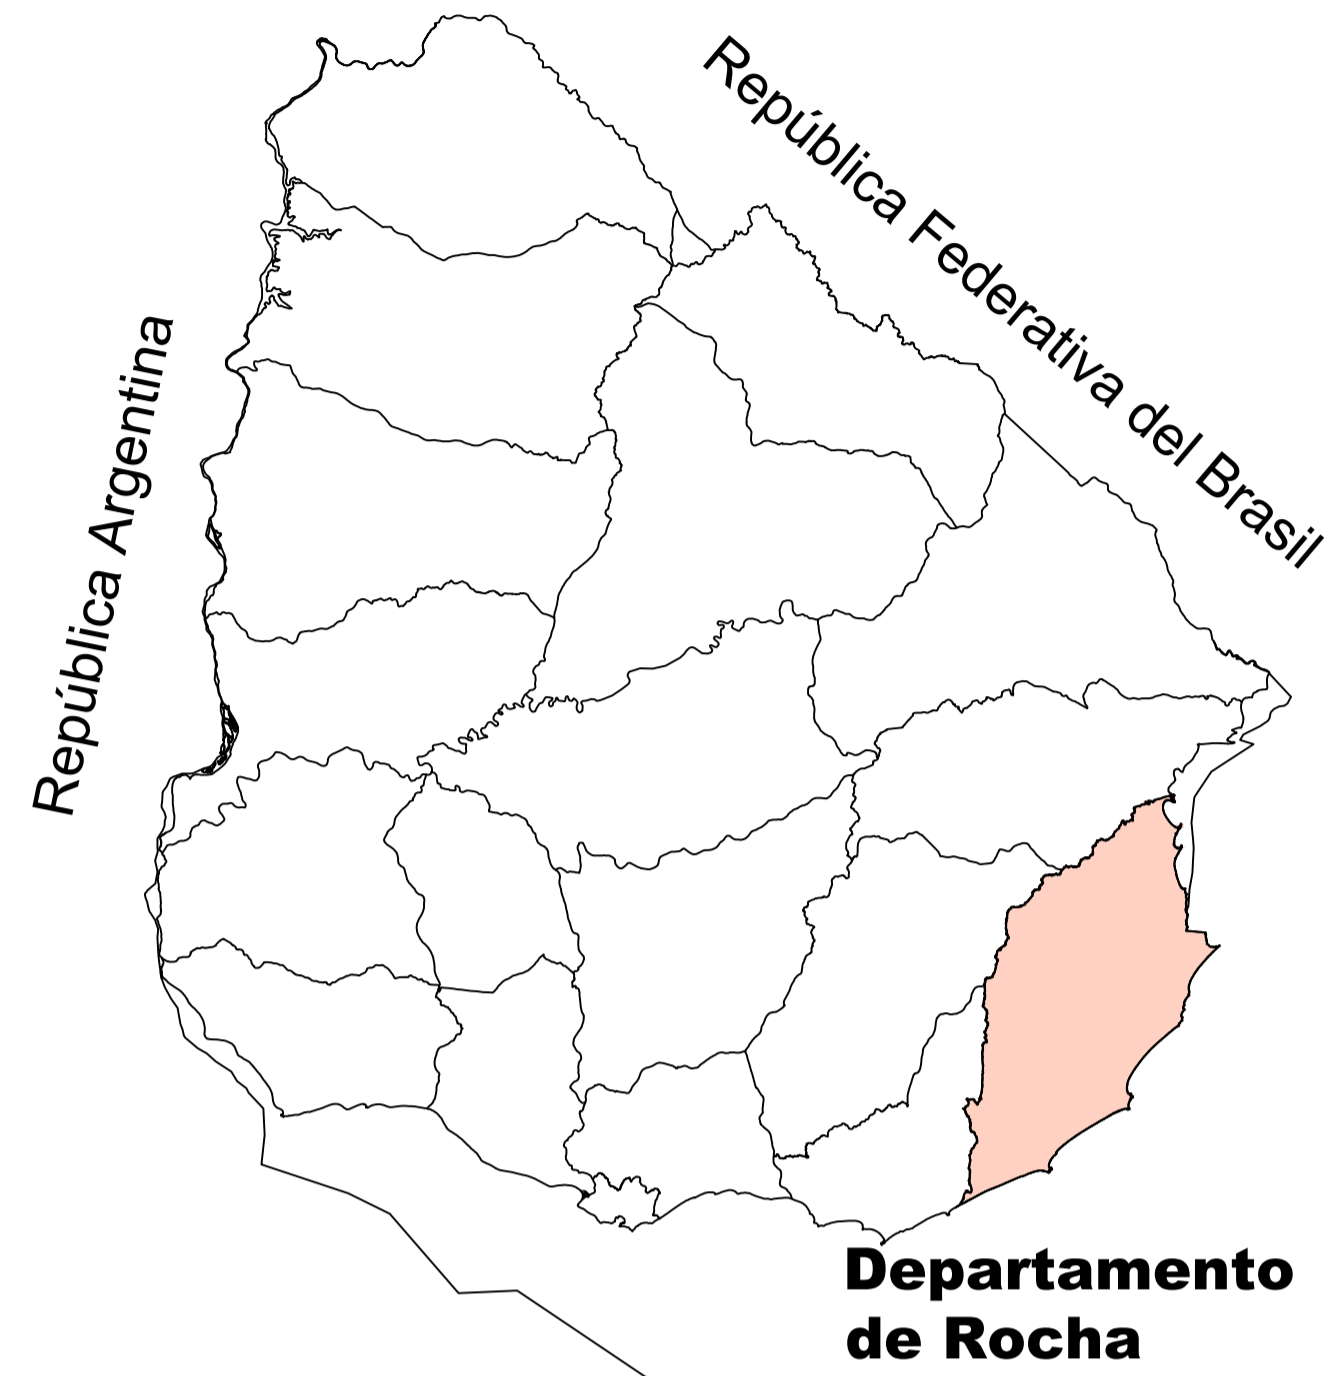 República Federativa del Brasil
República Argentina
Departamento
de Rocha